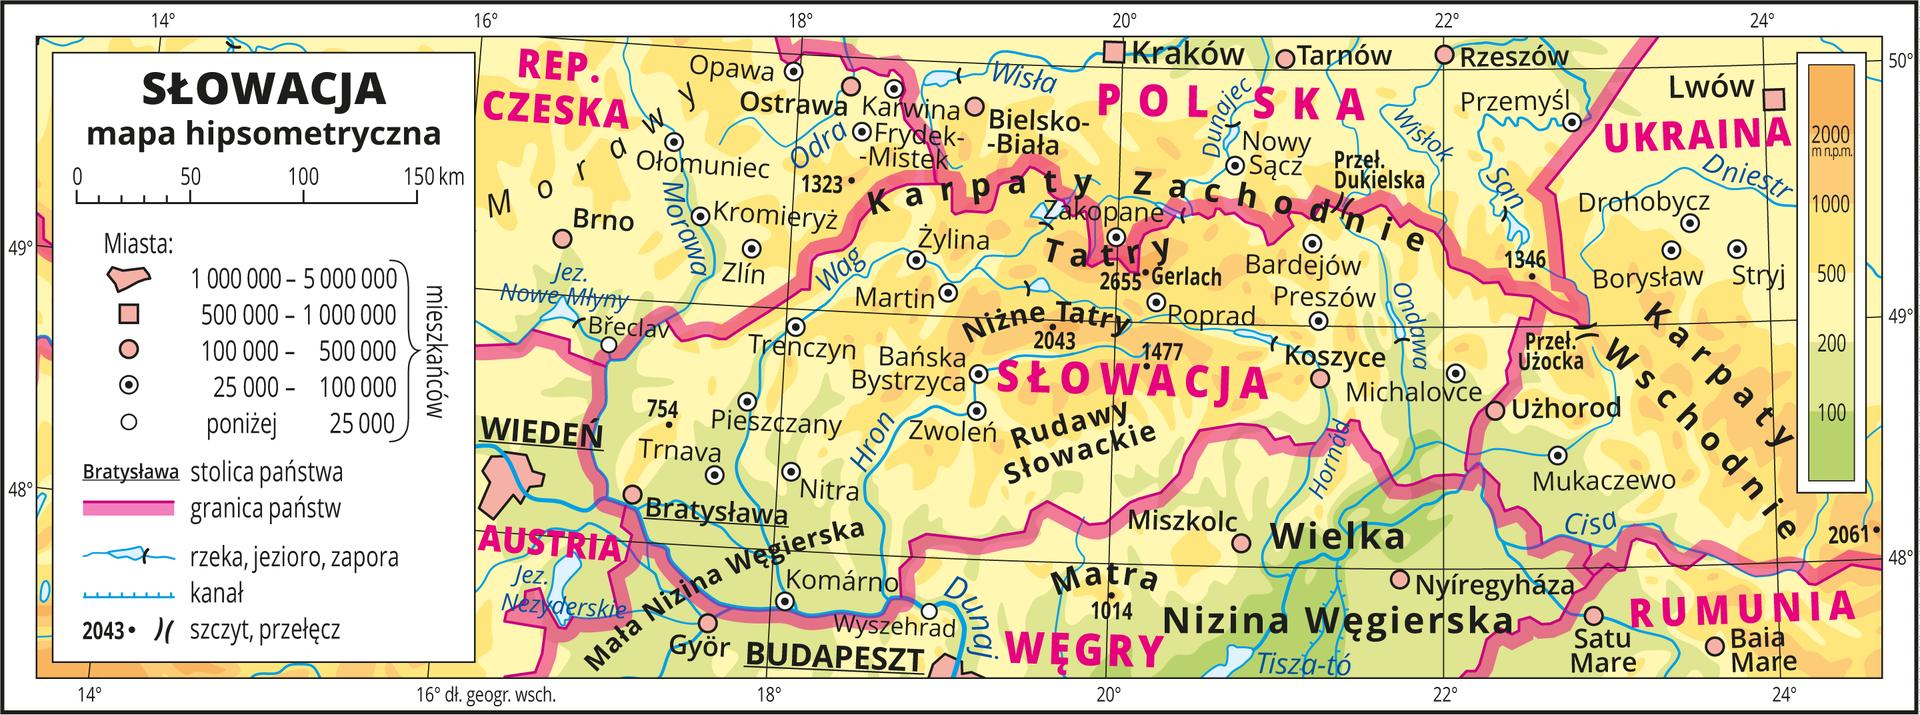 14°
16°
18°
20°
22°
24°
50°
49°
48°
49°
48°
14°
16° dł. geogr. wsch.
18°
20°
22°
24°
SŁOWACJA
mapa hipsometryczna
0 50 100 150 km
Miasta:
1 000 000 – 5 000 000
500 000 – 1 000 000
100 000 – 500 000
25 000 – 100 000
poniżej 25 000
mieszkańców
Bratysława stolica państwa
granica państw
rzeka, jezioro, zapora
kanał
2043 szczyt, przełęcz
2000
m n.p.m.
1000
500
200
100
REP.
CZESKA
Opawa
Ostrawa
Karwina
Frydek-
-Mistek
Bielsko-
-Biała
Wisła
Kraków
Tarnów
Rzeszów
POLSKA
Dunajec
Nowy
Sącz
Wisłok
Przemyśl
Lwów
UKRAINA
Dniestr
San
Drohobycz
Borysław
Stryj
Morawy
Ołomuniec
Odra
1323
Morawa
Kromieryż
Brno
Zlín
Jez.
Nowe Młyny
Břeclav
Karpaty Zachodnie
Przeł.
Dukielska
Zakopane
Tatry
2655 Gerlach
Żylina
Wag
Martin
Poprad
Bardejów
Preszów
Ondawa
1346
Przeł.
Użocka
Karpaty
Wschodnie
Niżne Tatry
2043
1477
Trenczyn
Bańska
Bystrzyca
SŁOWACJA
Koszyce
Michalovce
Użhorod
Mukaczewo
754
Pieszczany
Hron
Zwoleń
Rudawy
Słowackie
Hornád
WIEDEŃ
Trnava
Nitra
Bratysława
AUSTRIA
Jez.
Nezyderskie
Mała Nizina Węgierska
Komárno
Györ
Wyszehrad
BUDAPESZT
Dunaj
WĘGRY
Matra
1014
Miszkolc
Wielka
Nizina Węgierska
Nyíregyháza
Tisza-tó
Cisa
2061
RUMUNIA
Satu
Mare
Baia
Mare